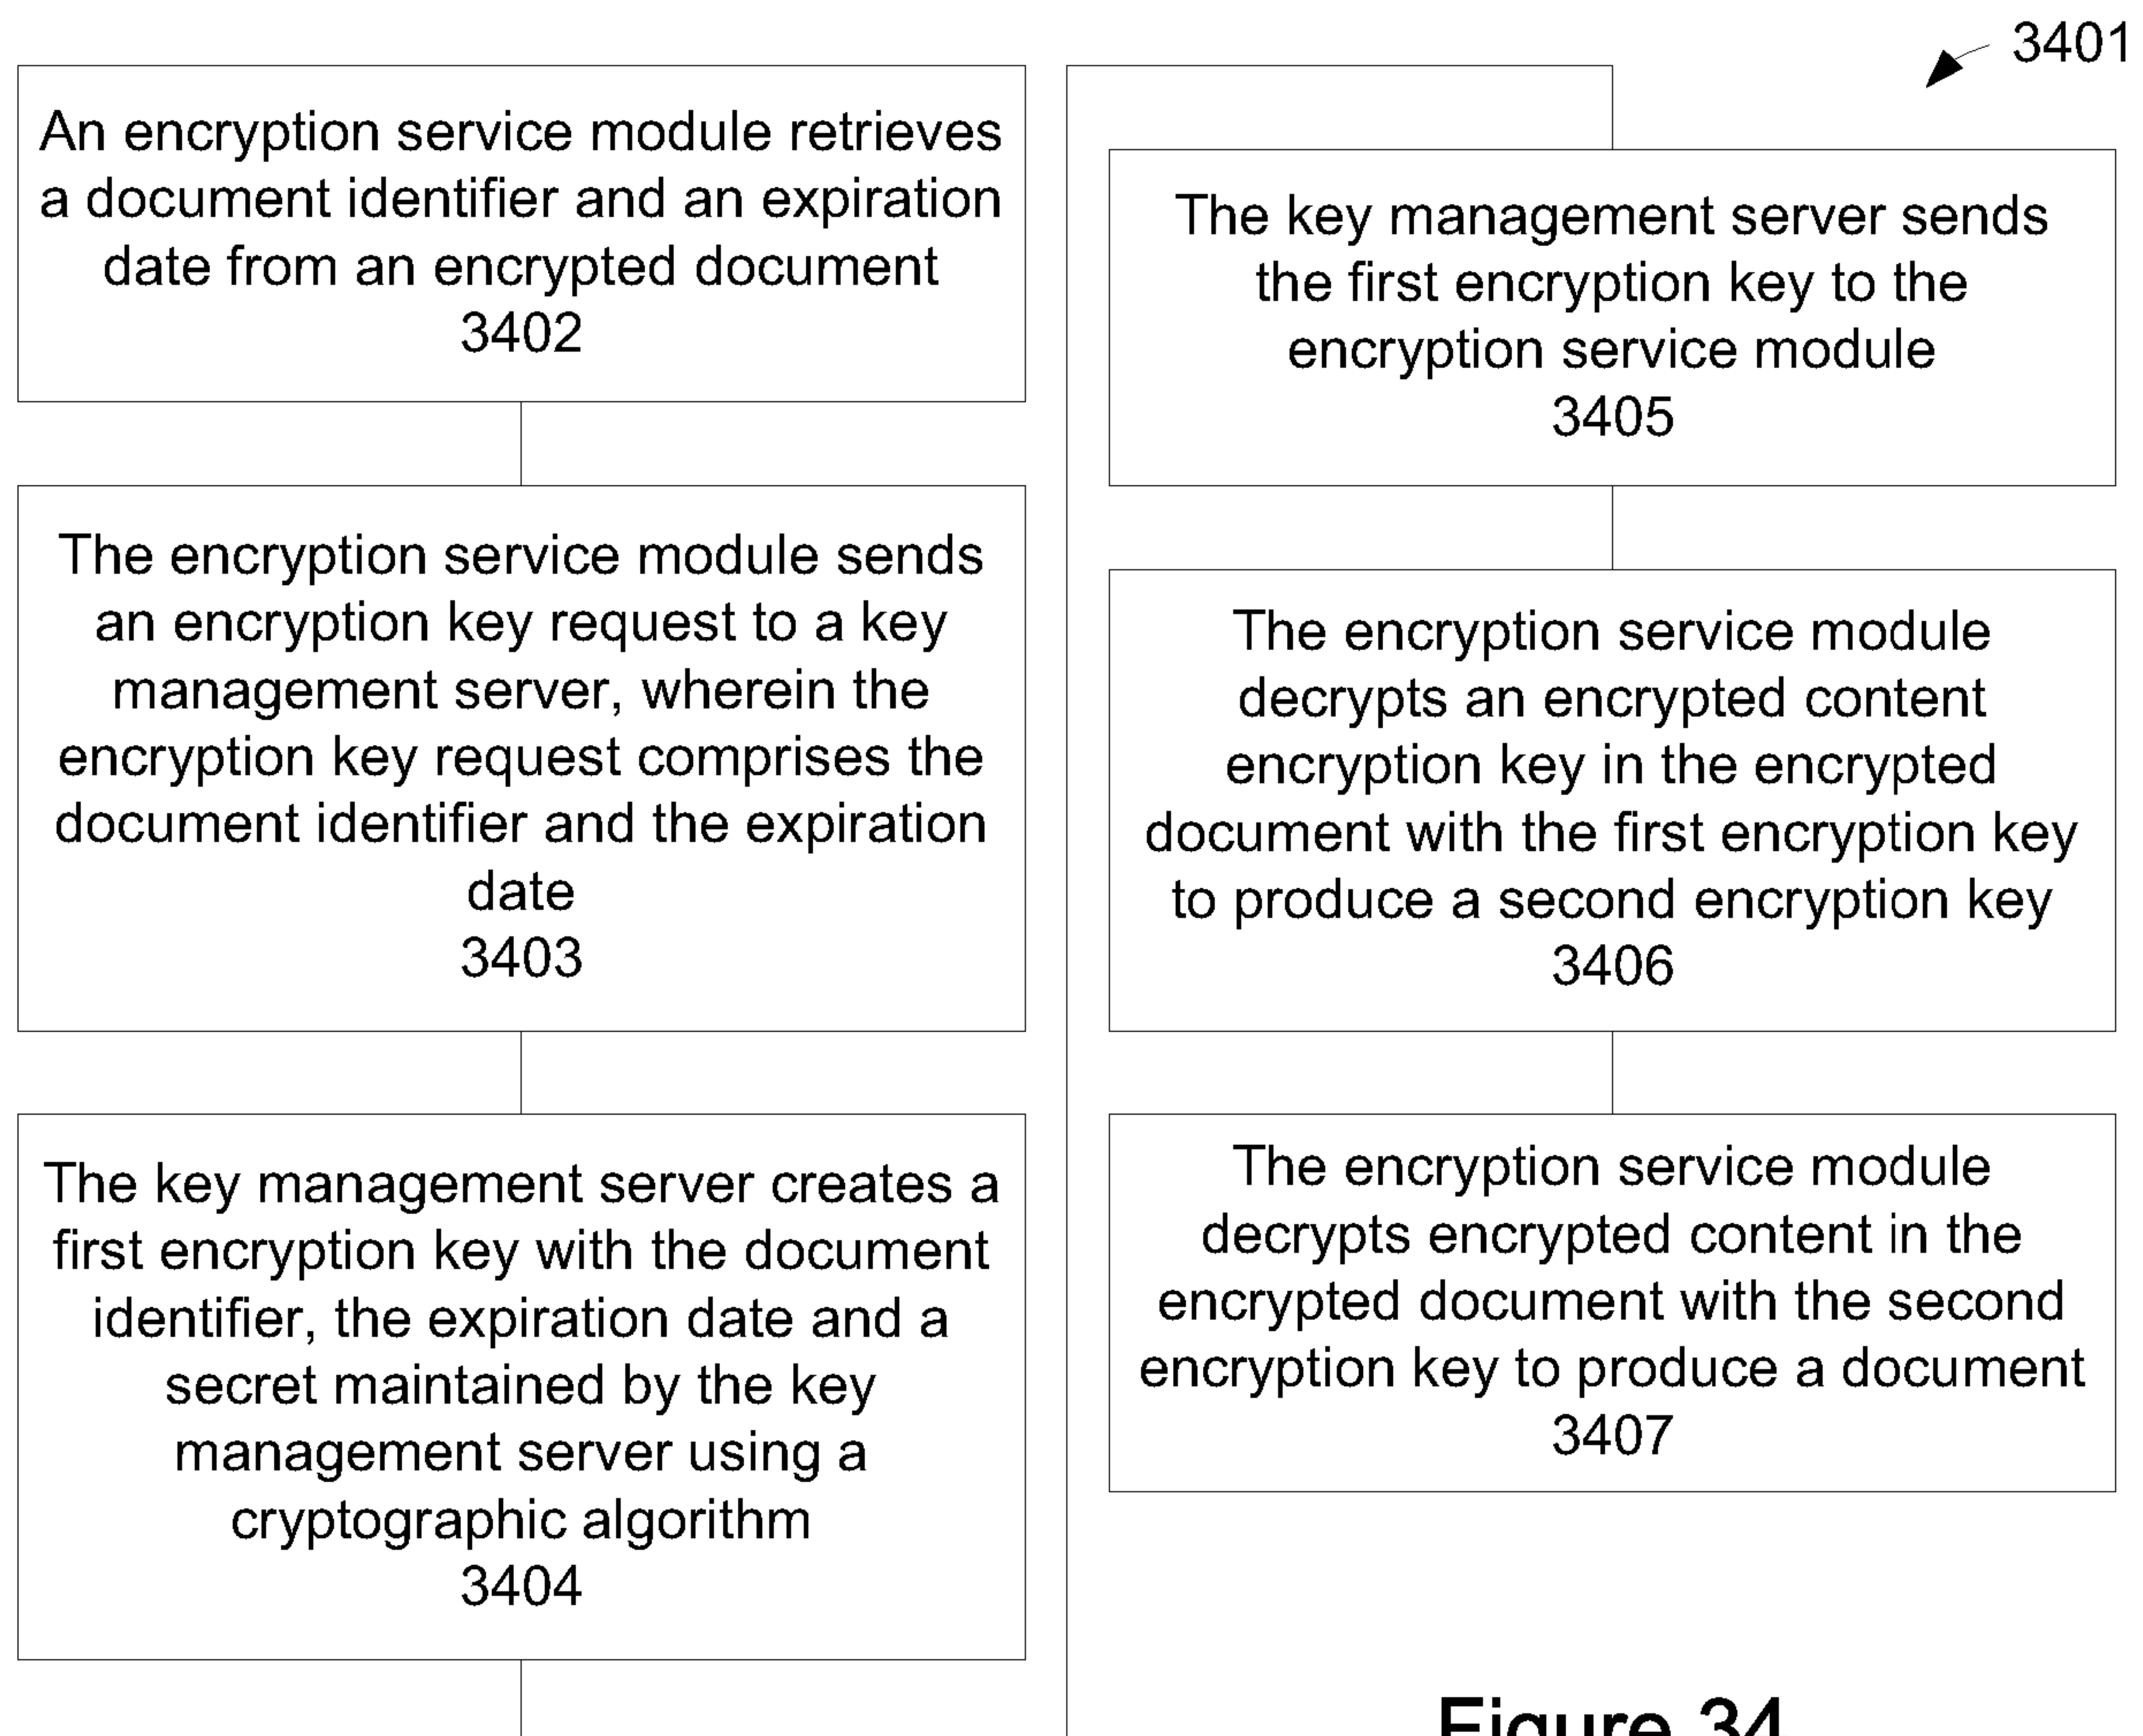 3401
An encryption service module retrieves
a document identifier and an expiration
date from an encrypted document
3402
The encryption service module sends
an encryption key request to a key
management server, wherein the
encryption key request comprises the
document identifier and the expiration
date
3403
The key management server creates a
first encryption key with the document
identifier, the expiration date and a
secret maintained by the key
management server using a
cryptographic algorithm
3404
The key management server sends
the first encryption key to the
encryption service module
3405
The encryption service module
decrypts an encrypted content
encryption key in the encrypted
document with the first encryption key
to produce a second encryption key
3406
The encryption service module
decrypts encrypted content in the
encrypted document with the second
encryption key to produce a document
3407
Figure 34